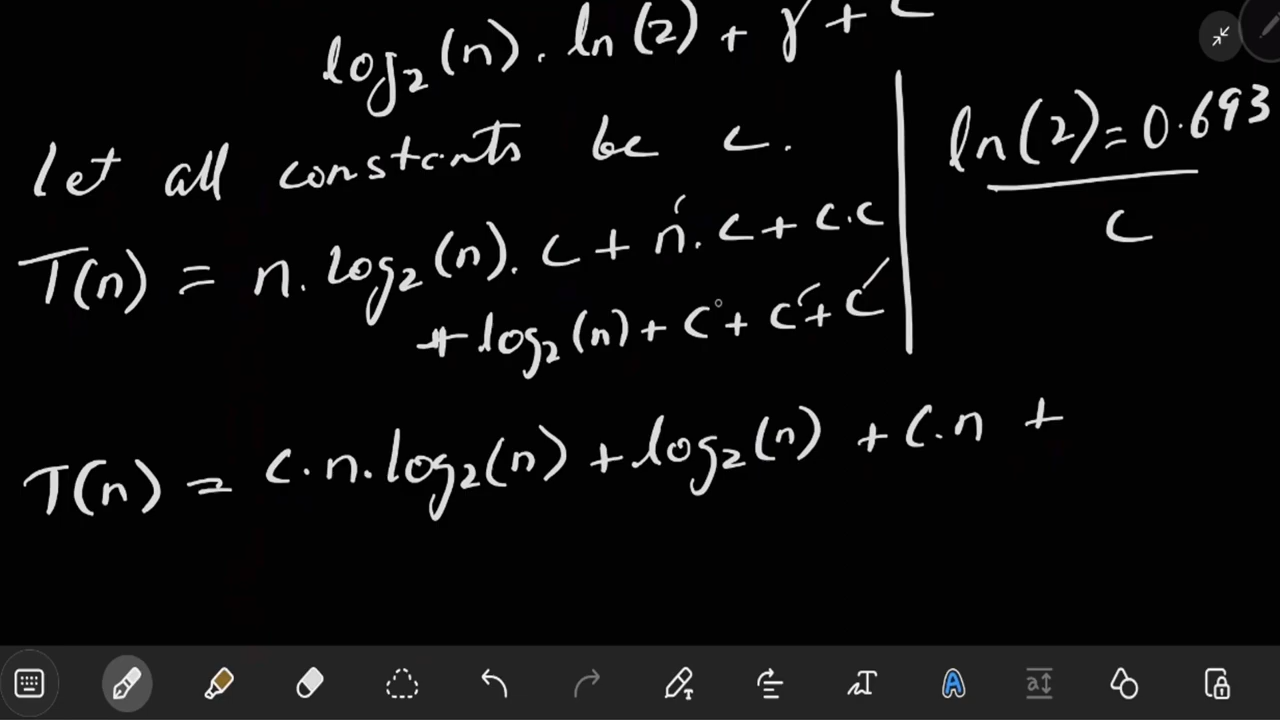 log₂(n). ln(2) + γ + c
Let all constants be c.
T(n) = n. log₂(n). c + n. c + c.c
+ log₂(n) + c + c + c
T(n) = c.n.log₂(n) + log₂(n) + c.n +
ln(2) = 0.693
c